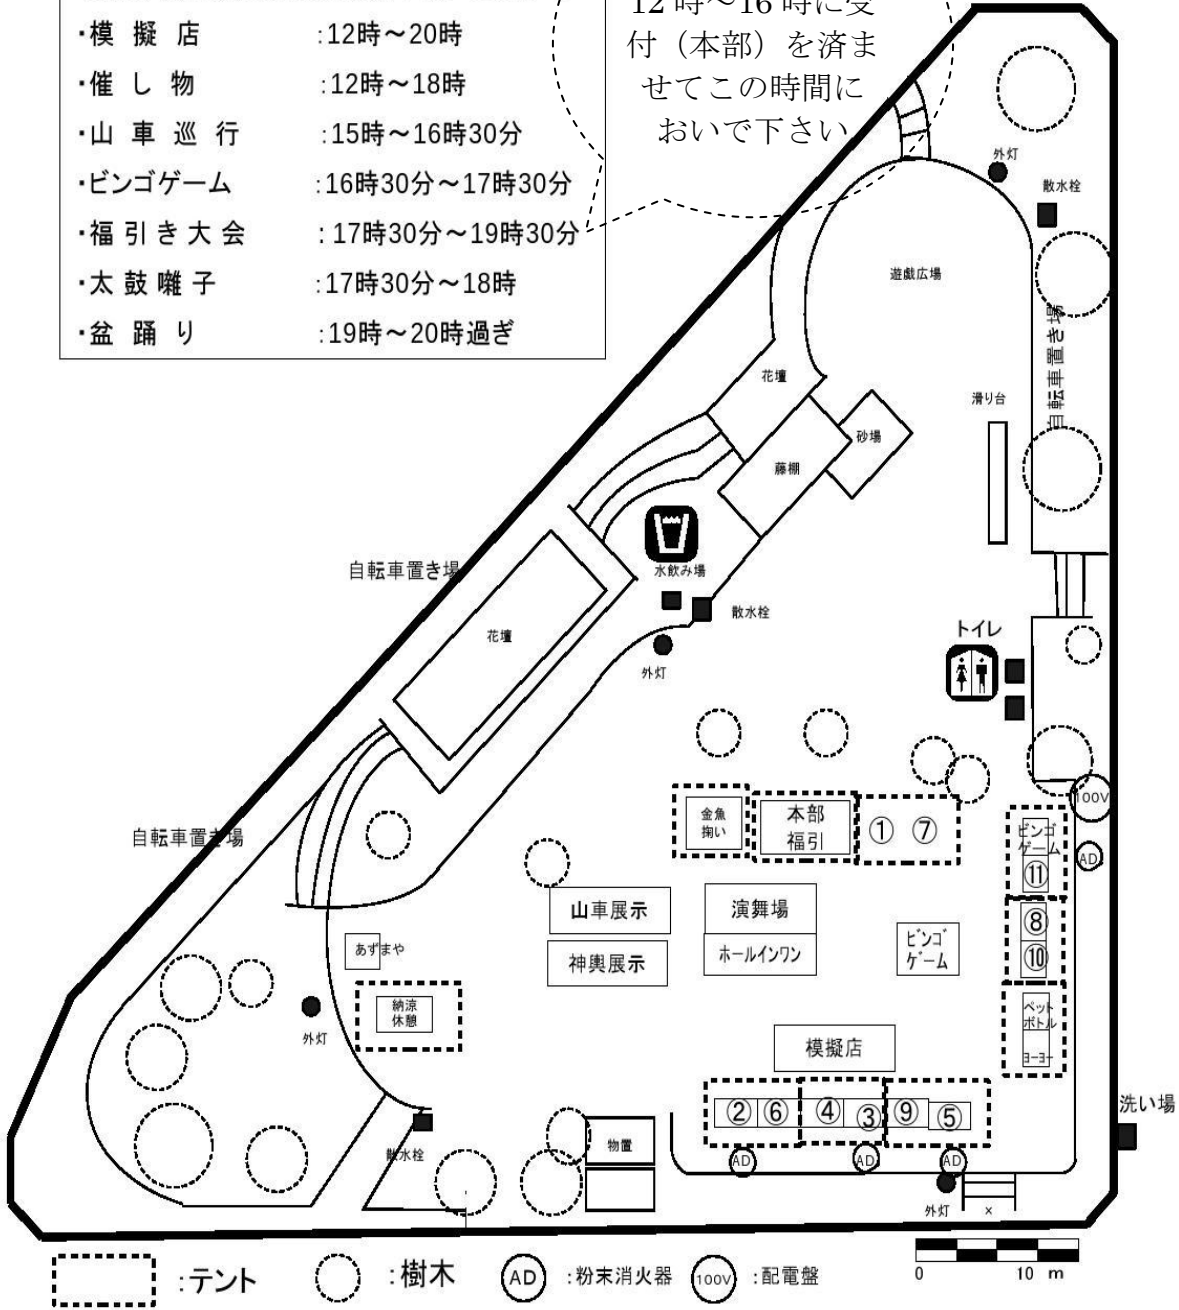 ・模擬店 :12時～20時
・催し物 :12時～18時
・山車巡行 :15時～16時30分
・ビンゴゲーム :16時30分～17時30分
・福引き大会 :17時30分～19時30分
・太鼓囃子 :17時30分～18時
・盆踊り :19時～20時過ぎ
12時～16時に受
付（本部）を済ま
せてこの時間に
おいで下さい
外灯
散水栓
遊戯広場
自転車置き場
花壇
滑り台
砂場
藤棚
水飲み場
自転車置き場
散水栓
花壇
外灯
トイレ
100V
金魚
掬い
本部
福引
① ⑦
ビンゴ
ゲーム
⑪
AD
自転車置き場
山車展示
演舞場
⑧
神輿展示
ホールインワン
ビンゴ
ゲーム
⑩
あずまや
納涼
休憩
ペット
ボトル
ヨーヨー
外灯
模擬店
② ⑥ ④ ③ ⑨ ⑤
洗い場
散水栓
物置
AD
AD
AD
外灯
×
:テント
:樹木
AD :粉末消火器
100V :配電盤
0 10 m